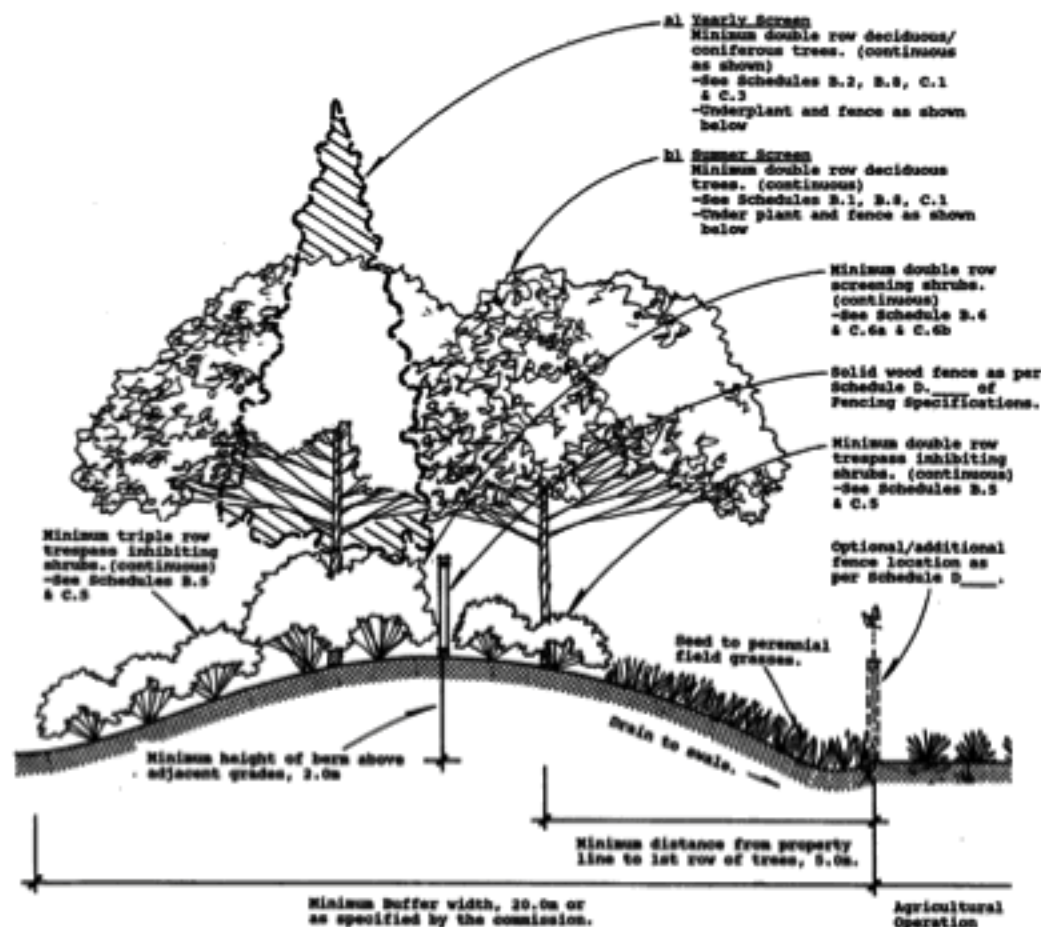 a) Yearly Screen
Minimum double row deciduous/
coniferous trees. (continuous
as shown)
-See Schedules B.2, B.8, C.1
& C.3
-Underplant and fence as shown
below
b) Summer Screen
Minimum double row deciduous
trees. (continuous)
-See Schedules B.1, B.8, C.1
-Under plant and fence as shown
below
Minimum double row
screening shrubs.
(continuous)
-See Schedule B.6
& C.6a & C.6b
Solid wood fence as per
Schedule D.____ of
Fencing Specifications.
Minimum double row
trespass inhibiting
shrubs. (continuous)
-See Schedules B.5
& C.5
Minimum triple row
trespass inhibiting
shrubs.(continuous)
-See Schedules B.5
& C.5
Optional/additional
fence location as
per Schedule D____.
Seed to perennial
field grasses.
Minimum height of berm above
adjacent grades, 2.0m
Drain to swale.
Minimum distance from property
line to 1st row of trees, 5.0m.
Minimum Buffer width, 20.0m or
as specified by the commission.
Agricultural
Operation